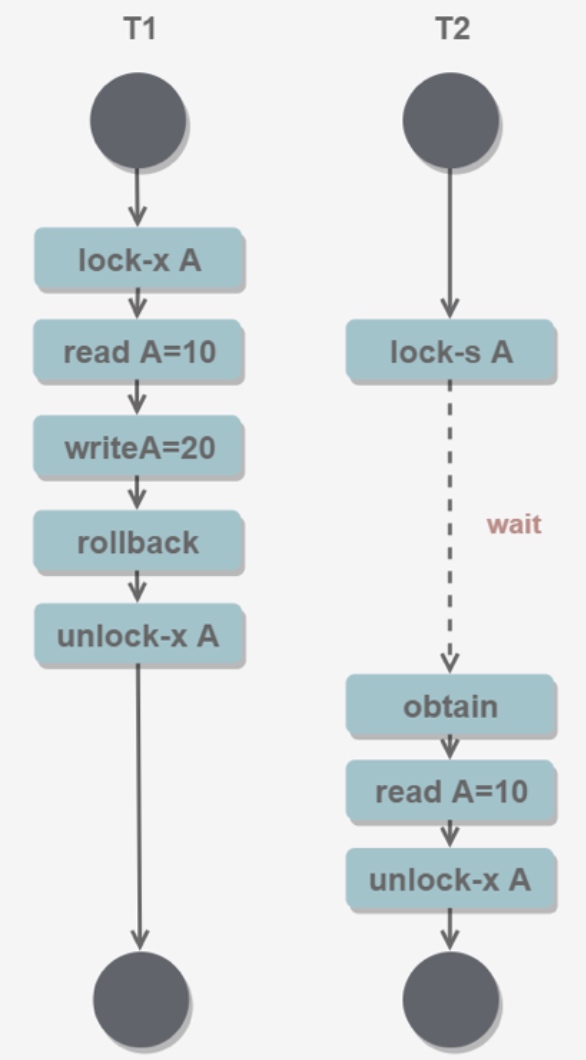 T1
T2
lock-x A
read A=10
lock-s A
writeA=20
wait
rollback
unlock-x A
obtain
read A=10
unlock-x A